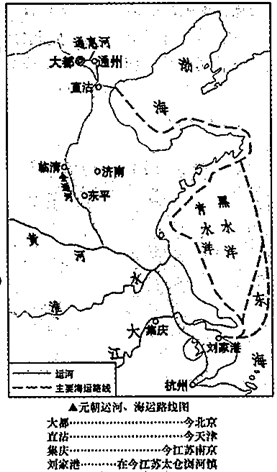 通惠河
大都 通州
直沽
渤
海
临清
会通河
济南
东平
黄
河
青
水
洋
黑
水
洋
淮
水
东
海
大
江
集庆
刘家港
杭州
运河
主要海运路线
▲元朝运河、海运路线图
大都……………………今北京
直沽……………………今天津
集庆………………今江苏南京
刘家港……在今江苏太仓浏河镇